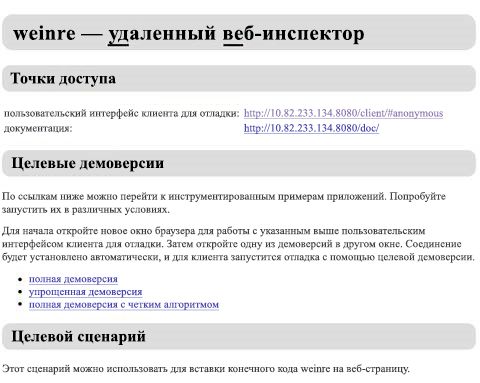 weinre — удаленный веб-инспектор
Точки доступа
пользовательский интерфейс клиента для отладки: http://10.82.233.134.8080/client/#anonymous
документация: http://10.82.233.134.8080/doc/
Целевые демоверсии
По ссылкам ниже можно перейти к инструментированным примерам приложений. Попробуйте
запустить их в различных условиях.
Для начала откройте новое окно браузера для работы с указанным выше пользовательским
интерфейсом клиента для отладки. Затем откройте одну из демоверсий в другом окне. Соединение
будет установлено автоматически, и для клиента запустится отладка с помощью целевой демоверсии.
полная демоверсия
упрощенная демоверсия
полная демоверсия с четким алгоритмом
Целевой сценарий
Этот сценарий можно использовать для вставки конечного кода weinre на веб-страницу.